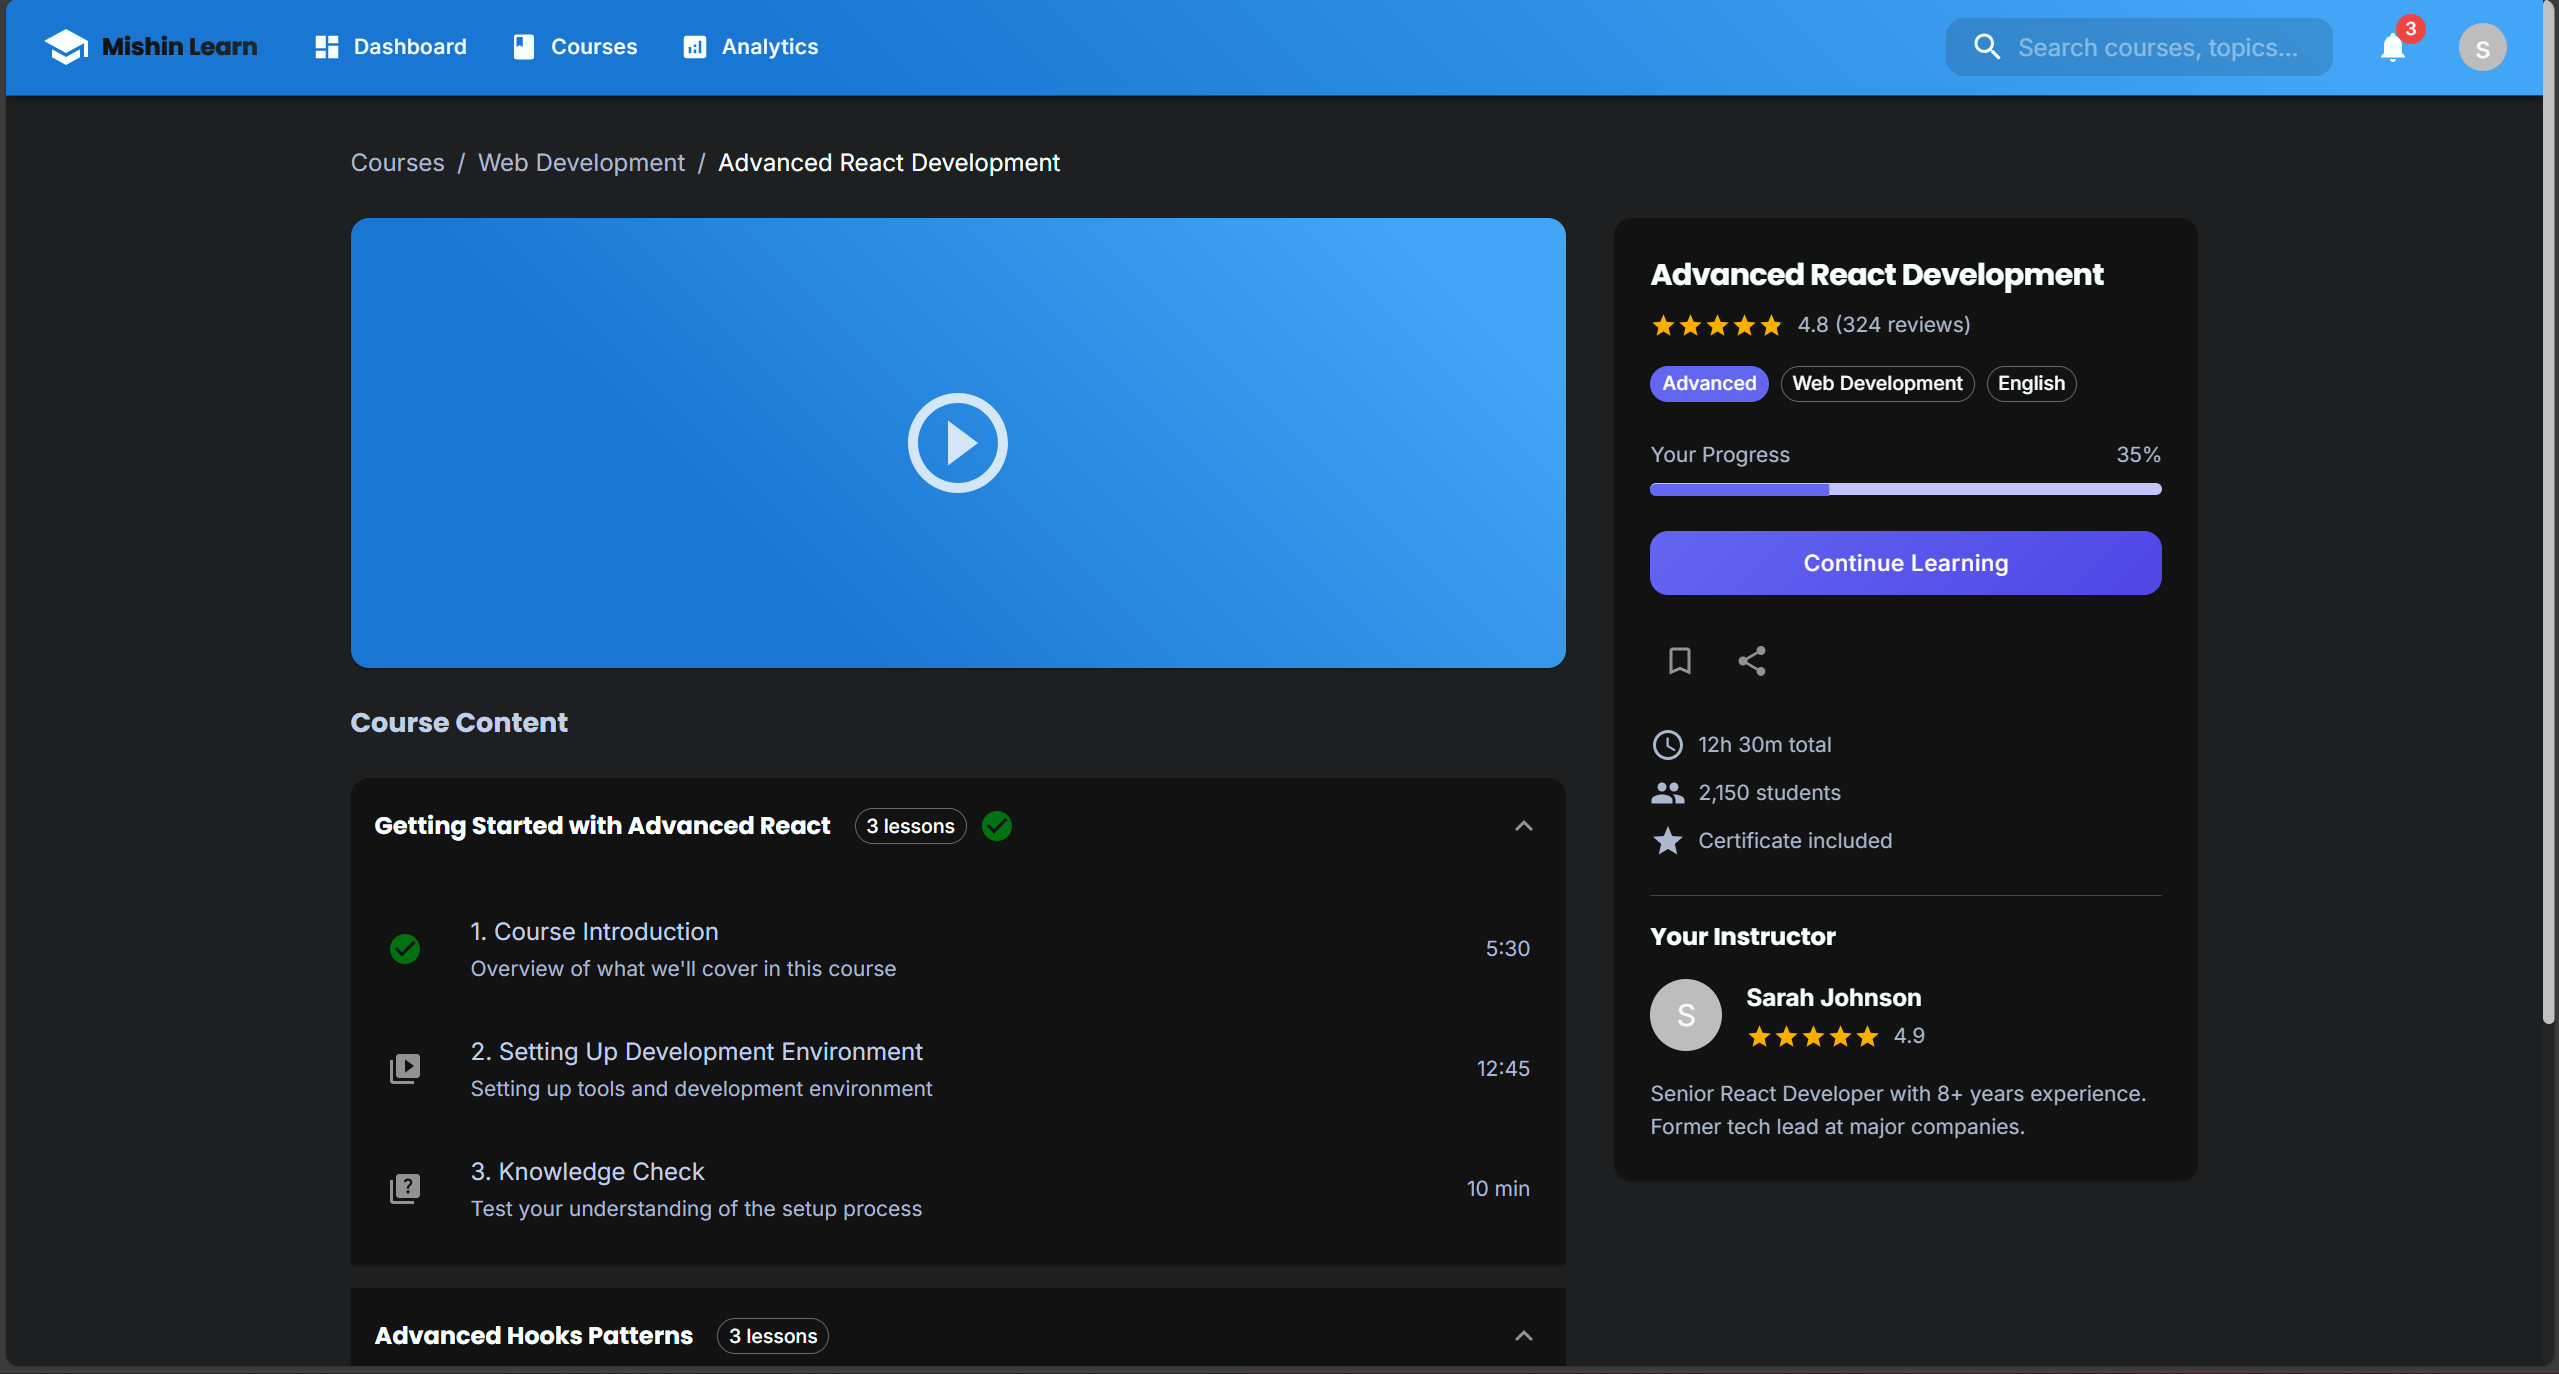 Mishin Learn
Dashboard
Courses
Analytics
Search courses, topics...
3
S
Courses / Web Development / Advanced React Development
Advanced React Development
4.8 (324 reviews)
Advanced
Web Development
English
Your Progress
35%
Continue Learning
12h 30m total
2,150 students
Certificate included
Your Instructor
S
Sarah Johnson
4.9
Senior React Developer with 8+ years experience.
Former tech lead at major companies.
Course Content
Getting Started with Advanced React
3 lessons
1. Course Introduction
Overview of what we'll cover in this course
5:30
2. Setting Up Development Environment
Setting up tools and development environment
12:45
?
3. Knowledge Check
Test your understanding of the setup process
10 min
Advanced Hooks Patterns
3 lessons